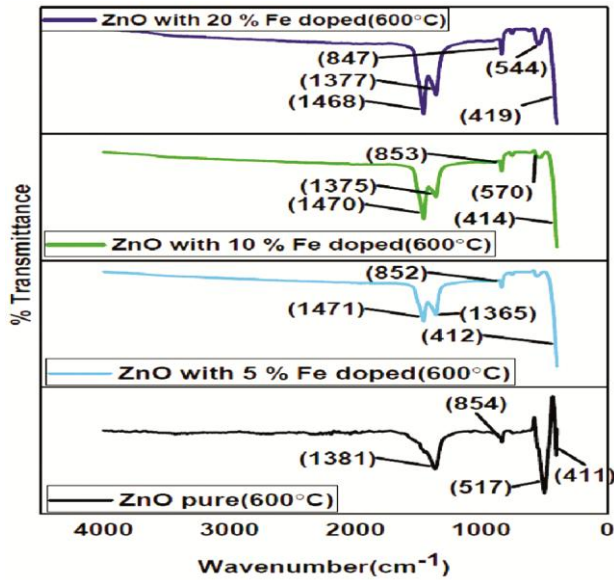 ZnO with 20 % Fe doped(600°C)
(847)
(544)
(1377)
(1468)
(419)
(853)
(1375)
(570)
(1470)
(414)
ZnO with 10 % Fe doped(600°C)
(852)
(1471)
(1365)
(412)
ZnO with 5 % Fe doped(600°C)
(854)
(1381)
(517)
(411)
ZnO pure(600°C)
% Transmittance
4000 3000 2000 1000 0
Wavenumber(cm⁻¹)